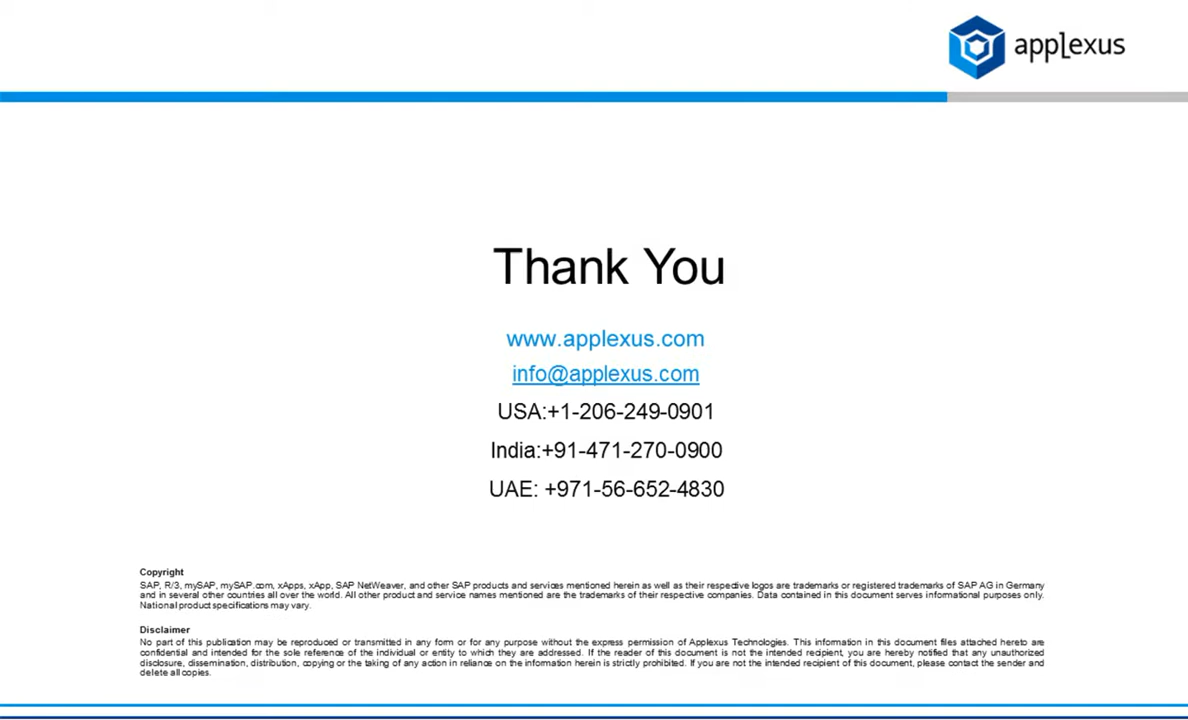 applexus
Thank You
www.applexus.com
info@applexus.com
USA:+1-206-249-0901
India:+91-471-270-0900
UAE: +971-56-652-4830
Copyright
SAP, R/3, mySAP, mySAP.com, xApps, xApp, SAP NetWeaver, and other SAP products and services mentioned herein as well as their respective logos are trademarks or registered trademarks of SAP AG in Germany
and in several other countries all over the world. All other product and service names mentioned are the trademarks of their respective companies. Data contained in this document serves informational purposes only.
National product specifications may vary.
Disclaimer
No part of this publication may be reproduced or transmitted in any form or for any purpose without the express permission of Applexus Technologies. This information in this document files attached hereto are
confidential and intended for the sole reference of the individual or entity to which they are addressed. If the reader of this document is not the intended recipient, you are hereby notified that any unauthorized
disclosure, dissemination, distribution, copying or the taking of any action in reliance on the information herein is strictly prohibited. If you are not the intended recipient of this document, please contact the sender and
delete all copies.